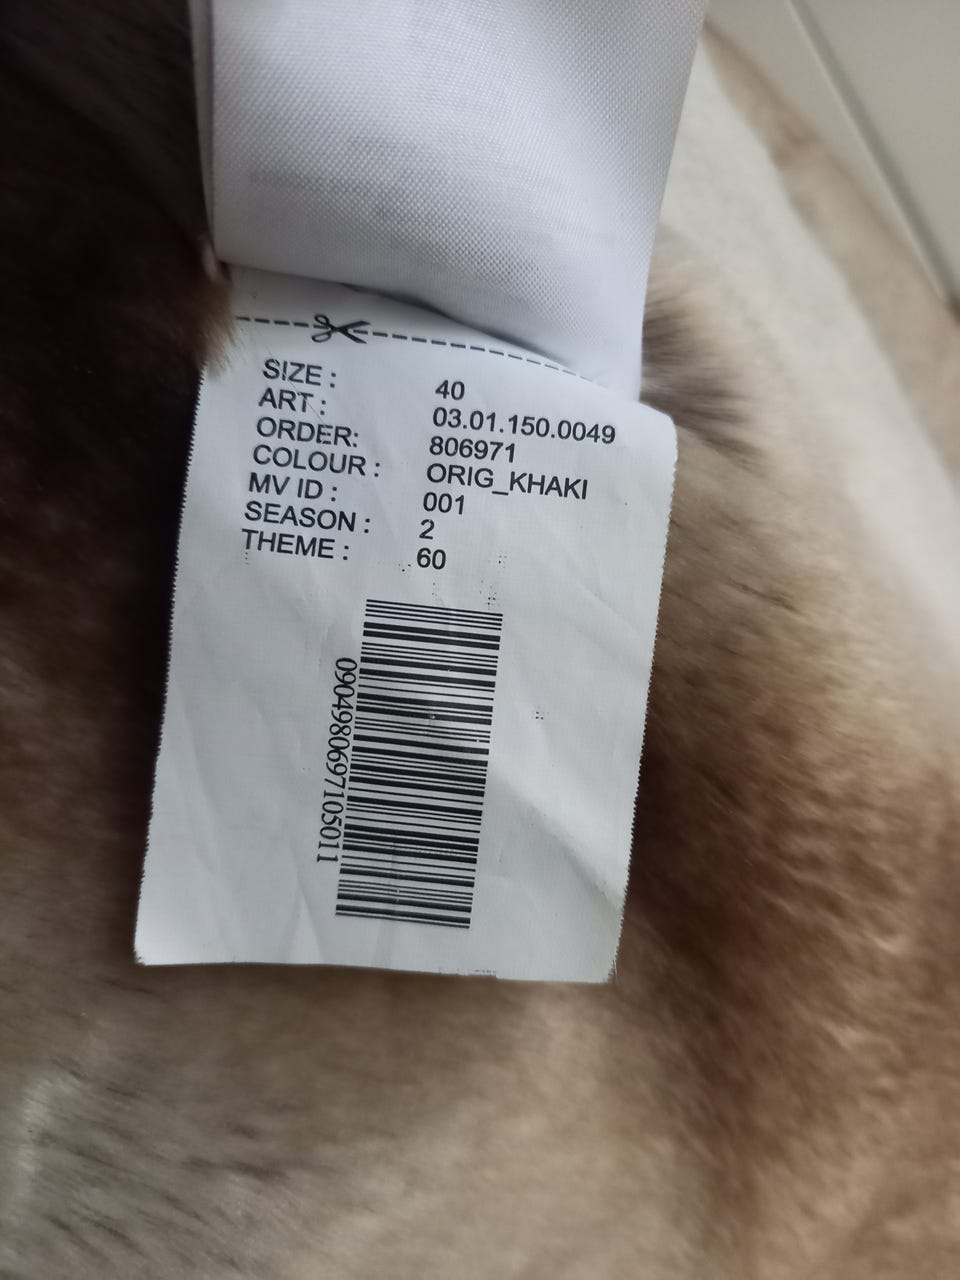 SIZE : 40
ART : 03.01.150.0049
ORDER: 806971
COLOUR : ORIG_KHAKI
MV ID : 001
SEASON : 2
THEME : 60
0904980697105011